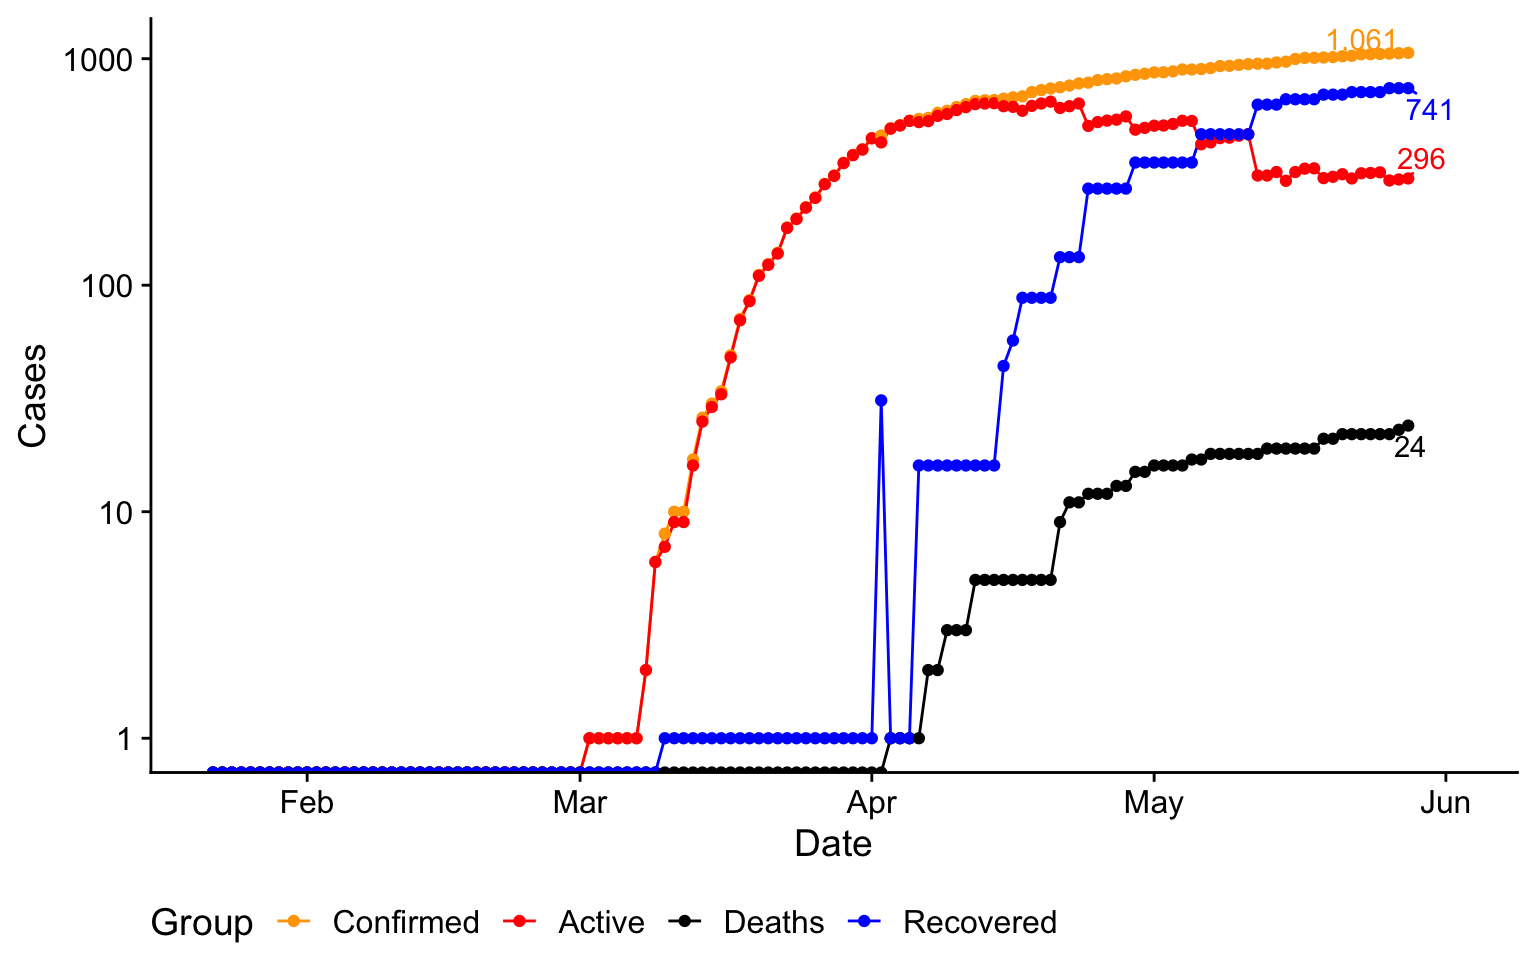 1,061
1000
741
296
100
Cases
10
24
1
Feb Mar Apr May Jun
Date
Group Confirmed Active Deaths Recovered